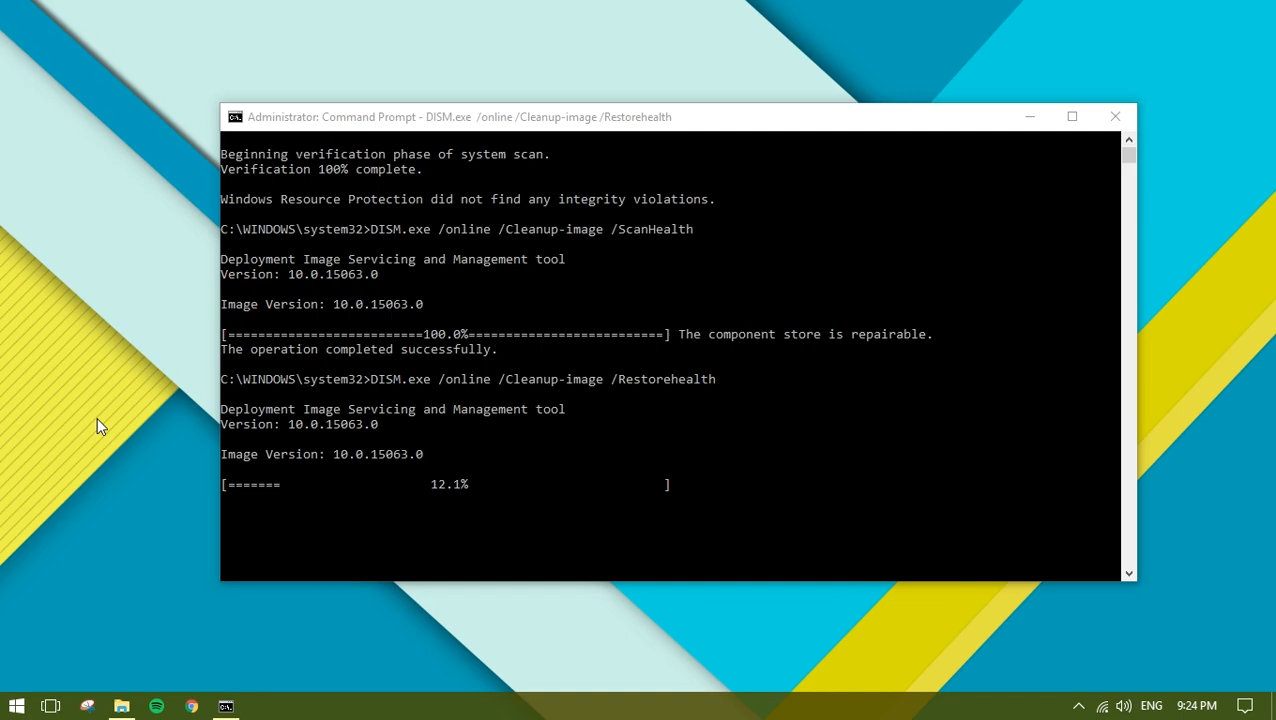 Administrator: Command Prompt - DISM.exe  /online /Cleanup-image /Restorehealth
Beginning verification phase of system scan.
Verification 100% complete.
Windows Resource Protection did not find any integrity violations.
C:\WINDOWS\system32>DISM.exe /online /Cleanup-image /ScanHealth
Deployment Image Servicing and Management tool
Version: 10.0.15063.0
Image Version: 10.0.15063.0
[==========================100.0%==========================] The component store is repairable.
The operation completed successfully.
C:\WINDOWS\system32>DISM.exe /online /Cleanup-image /Restorehealth
Deployment Image Servicing and Management tool
Version: 10.0.15063.0
Image Version: 10.0.15063.0
[=======                    12.1%                          ]
ENG 9:24 PM